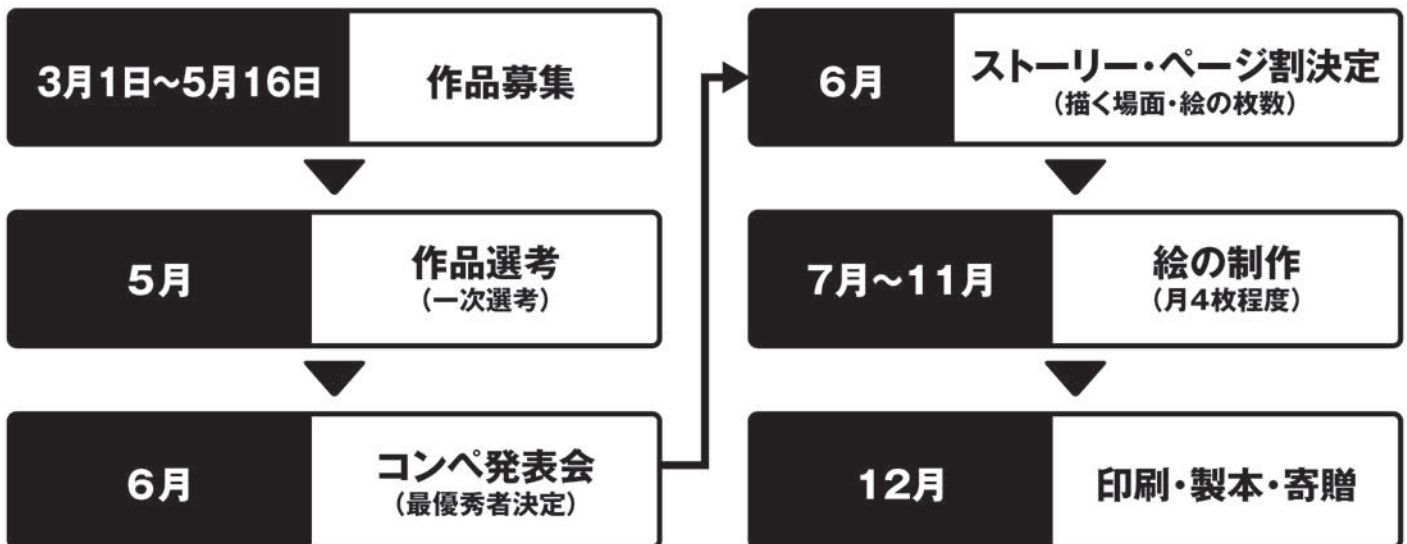 3月1日~5月16日
作品募集
5月
作品選考
(一次選考)
6月
コンペ発表会
(最優秀者決定)
6月
ストーリー・ページ割決定
(描く場面・絵の枚数)
7月~11月
絵の制作
(月4枚程度)
12月
印刷・製本・寄贈